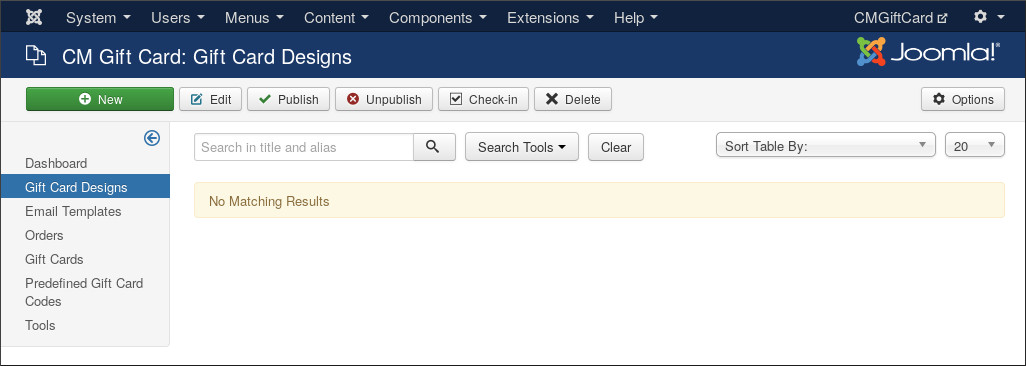 System Users Menus Content Components Extensions Help CMGiftCard
CM Gift Card: Gift Card Designs Joomla!®
New Edit Publish Unpublish Check-in Delete Options
Dashboard
Gift Card Designs
Email Templates
Orders
Gift Cards
Predefined Gift Card
Codes
Tools
Search in title and alias Search Tools Clear Sort Table By: 20
No Matching Results